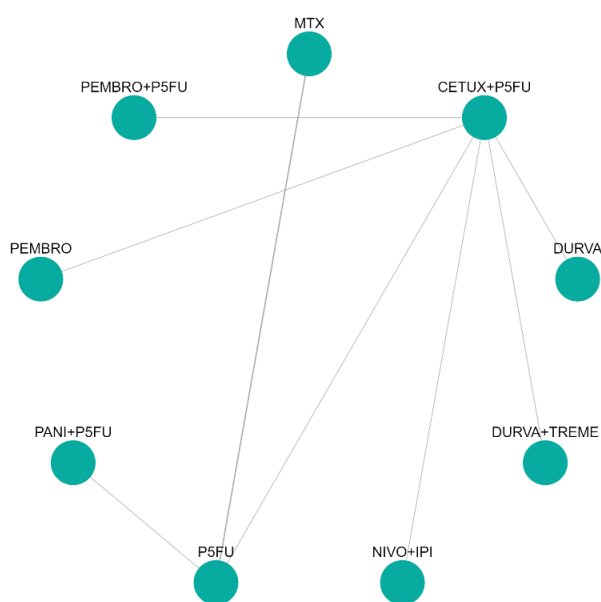 MTX
PEMBRO+P5FU
CETUX+P5FU
PEMBRO
DURVA
PANI+P5FU
DURVA+TREME
P5FU
NIVO+IPI